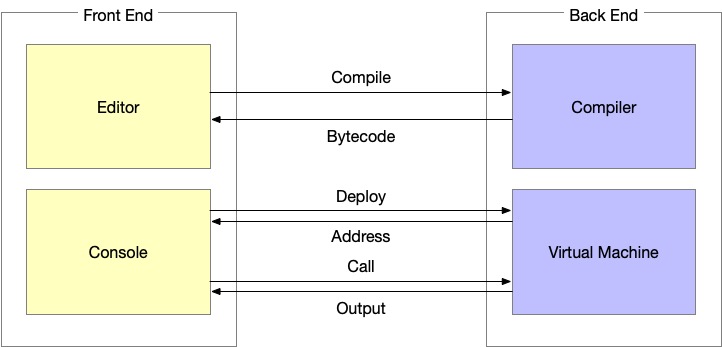 Front End
Back End
Editor
Compile
Bytecode
Compiler
Console
Deploy
Address
Call
Output
Virtual Machine